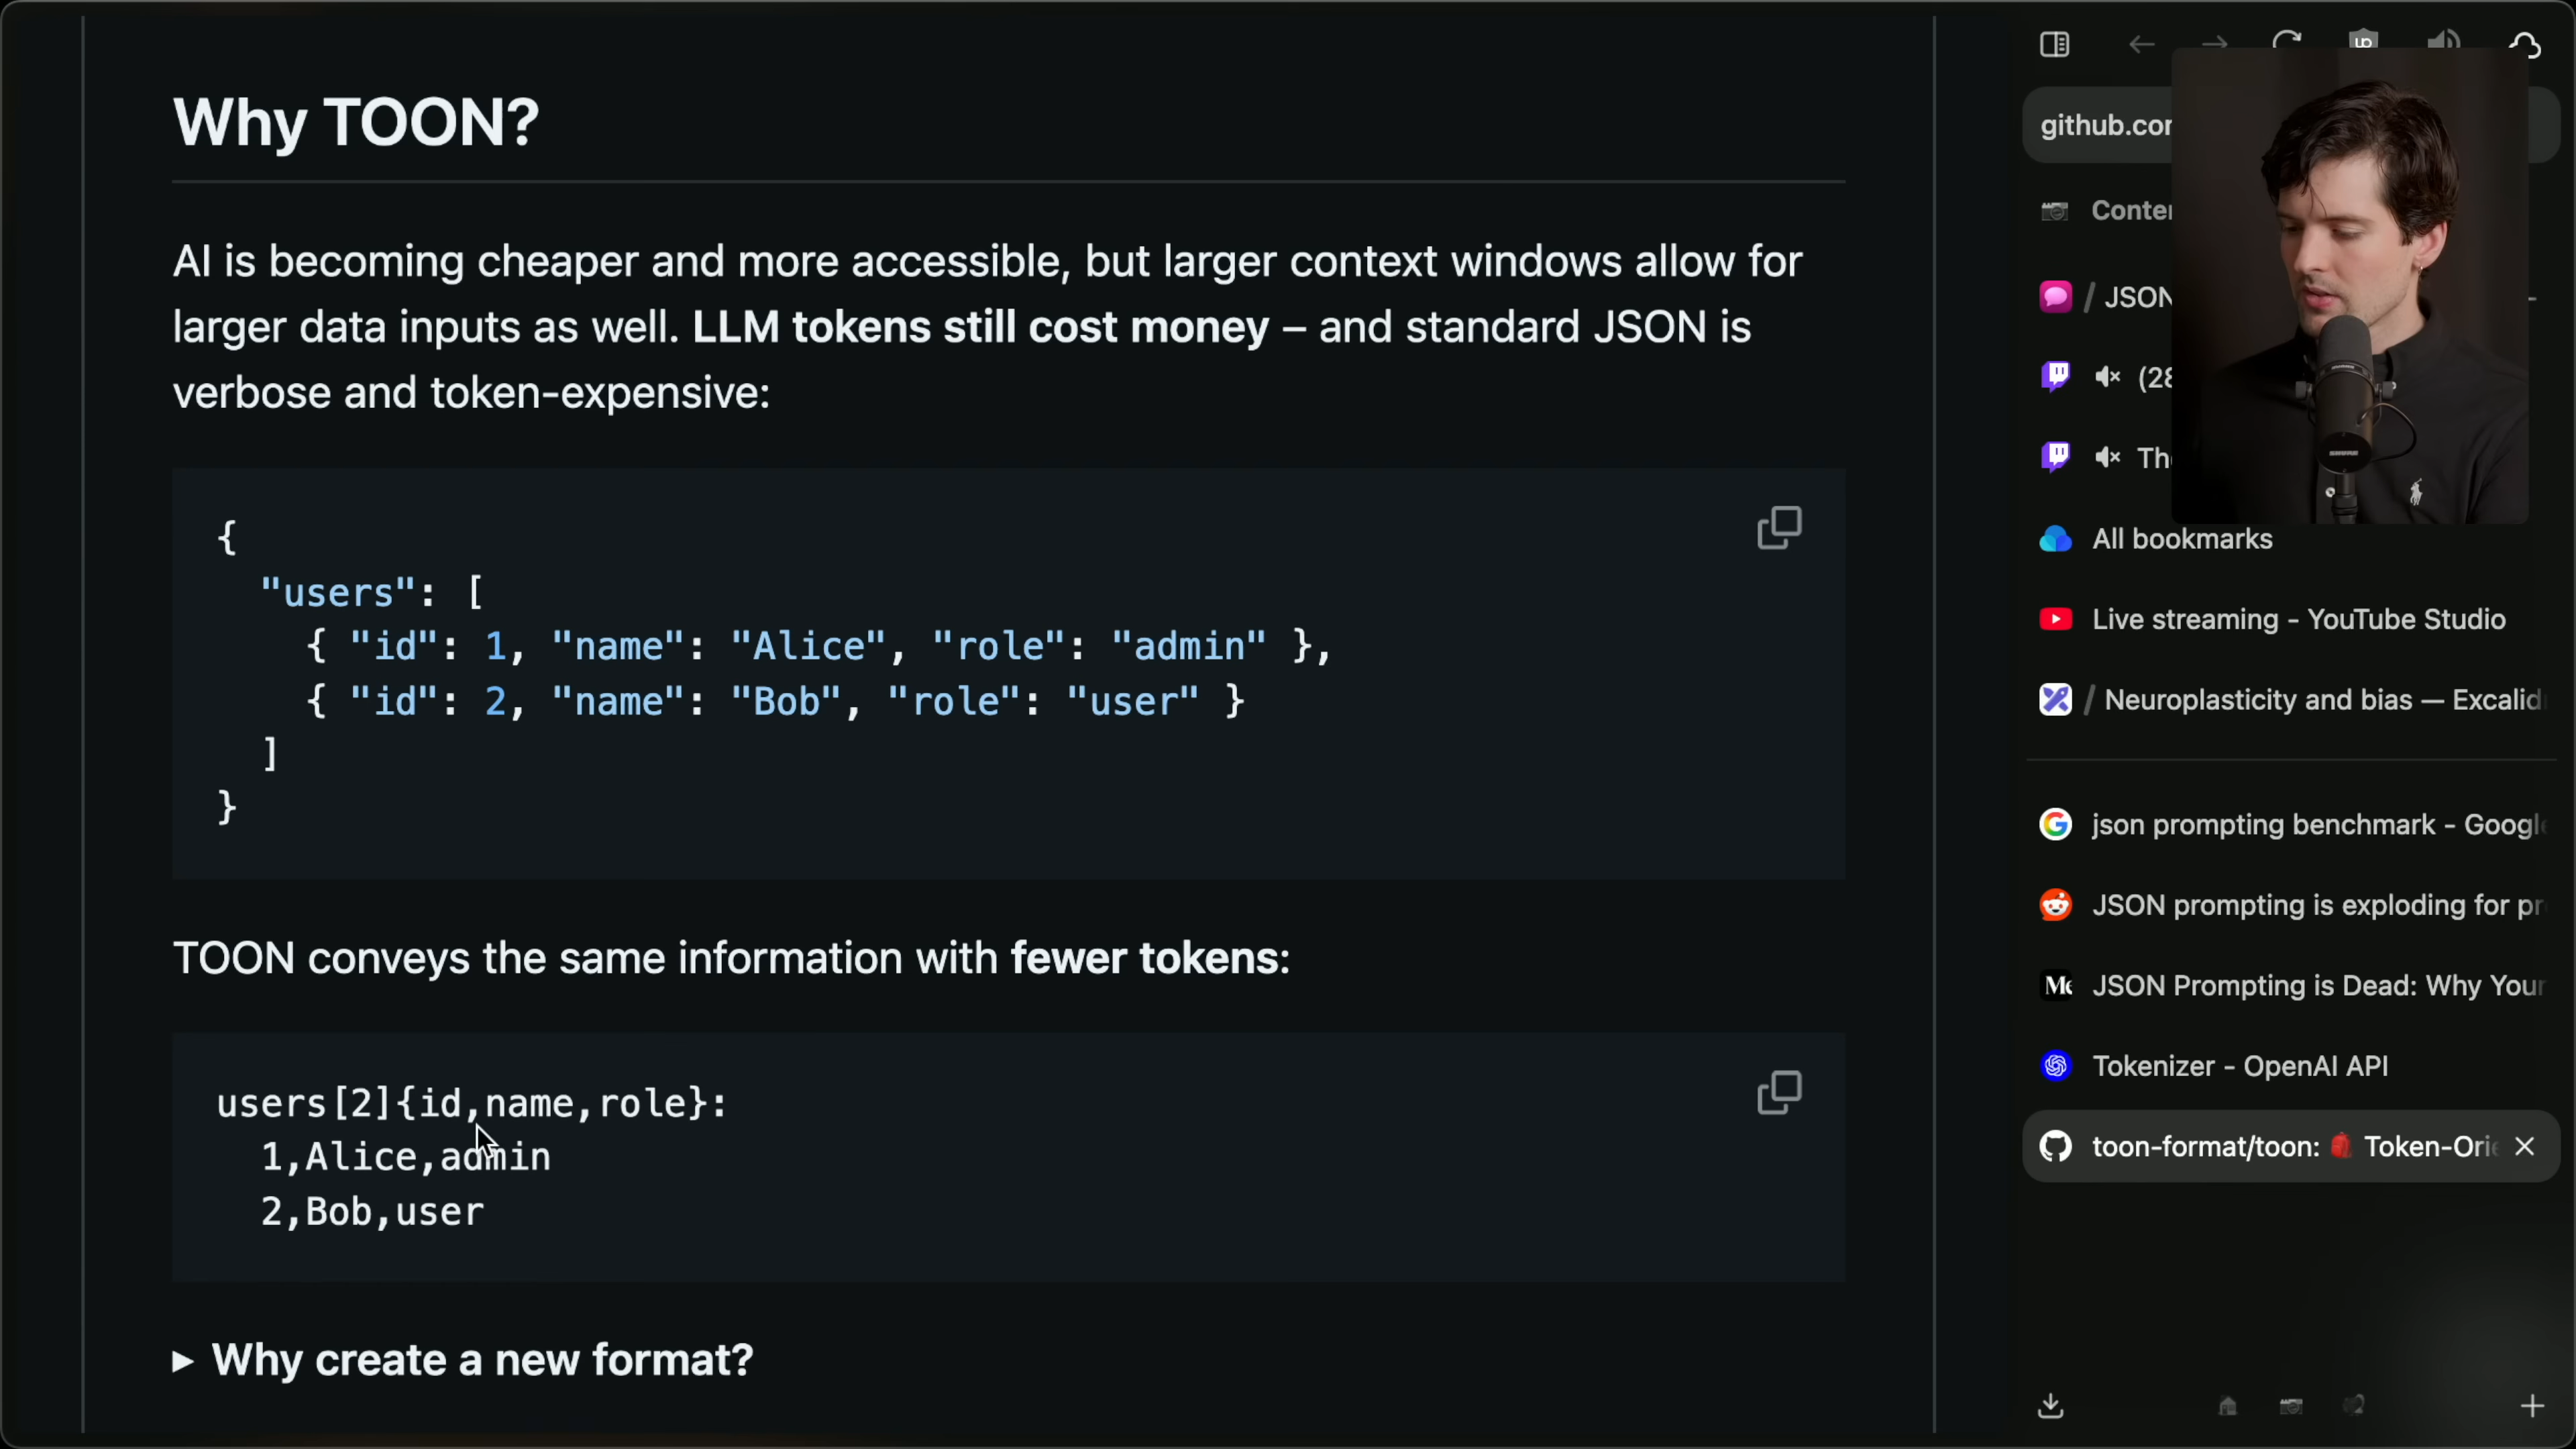 Why TOON?
AI is becoming cheaper and more accessible, but larger context windows allow for
larger data inputs as well. LLM tokens still cost money – and standard JSON is
verbose and token-expensive:
{
"users": [
{ "id": 1, "name": "Alice", "role": "admin" },
{ "id": 2, "name": "Bob", "role": "user" }
]
}
TOON conveys the same information with fewer tokens:
users[2]{id,name,role}:
1,Alice,admin
2,Bob,user
▶ Why create a new format?
github.com
/ JSON
(28
All bookmarks
Live streaming - YouTube Studio
/ Neuroplasticity and bias — Excalid
json prompting benchmark - Googl
JSON prompting is exploding for pr
JSON Prompting is Dead: Why Your
Tokenizer - OpenAI API
toon-format/toon: 🎒 Token-Ori